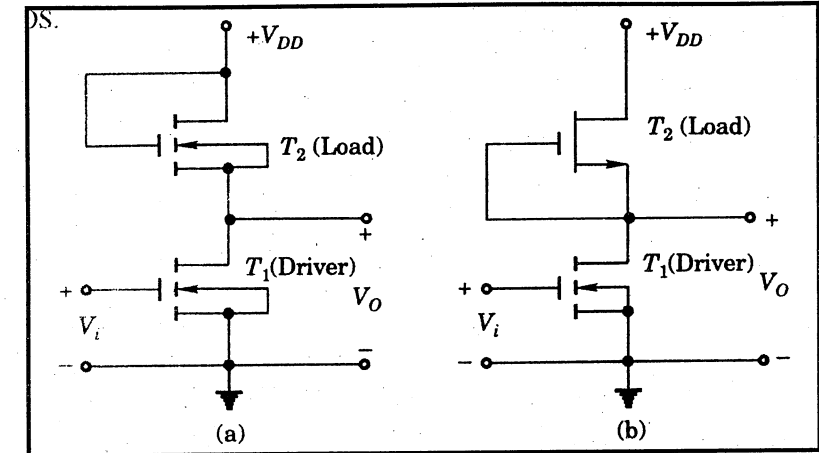 DS.
+V_DD
T_2 (Load)
+
T_1(Driver)
+
V_i
V_O
–
–
(a)
+V_DD
T_2 (Load)
+
T_1(Driver)
+
V_i
V_O
–
–
(b)